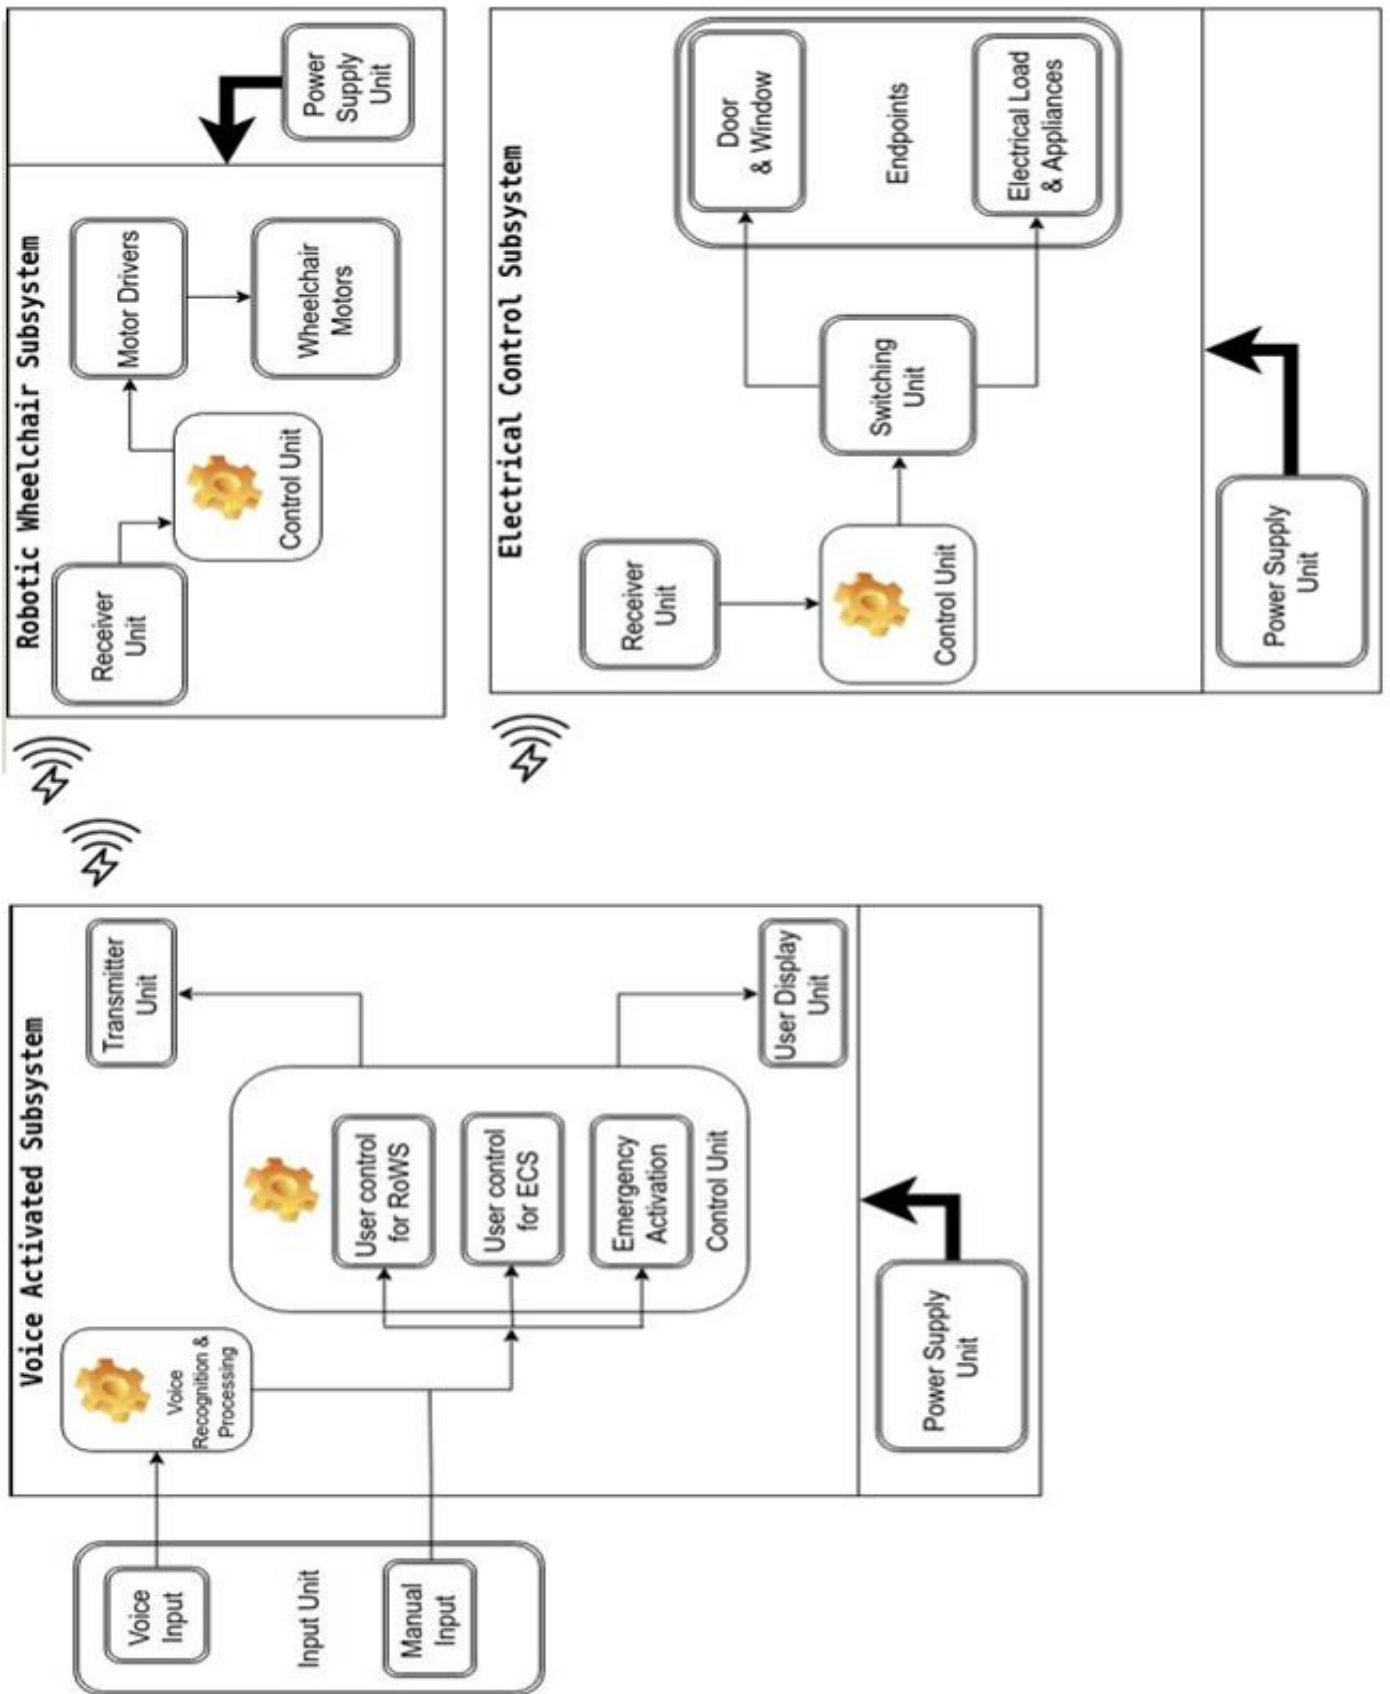 Voice Activated Subsystem
Voice
Input
Input Unit
Manual
Input
Voice
Recognition &
Processing
User control
for RoWS
User control
for ECS
Emergency
Activation
Control Unit
Transmitter
Unit
User Display
Unit
Power Supply
Unit
Robotic Wheelchair Subsystem
Receiver
Unit
Control Unit
Motor Drivers
Wheelchair
Motors
Power
Supply
Unit
Electrical Control Subsystem
Receiver
Unit
Control Unit
Switching
Unit
Door
& Window
Endpoints
Electrical Load
& Appliances
Power Supply
Unit